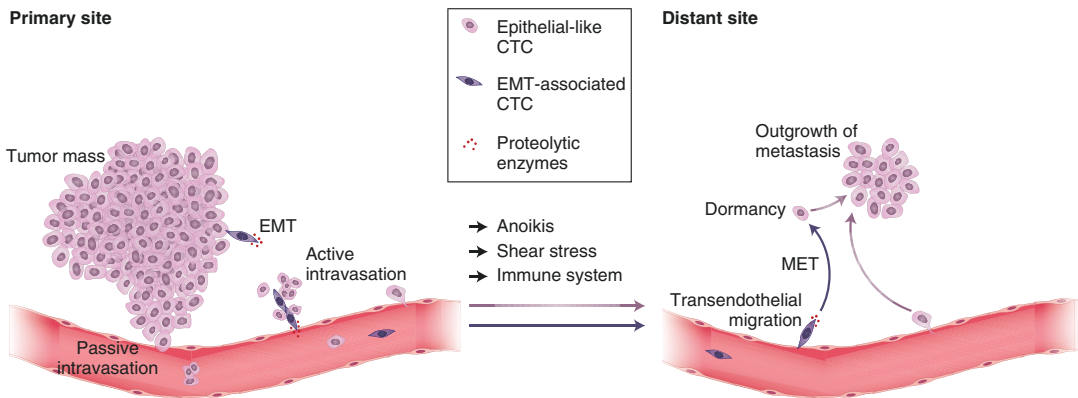 Primary site
Distant site
Epithelial-like
CTC
EMT-associated
CTC
Proteolytic
enzymes
Tumor mass
EMT
Active
intravasation
Passive
intravasation
Anoikis
Shear stress
Immune system
Outgrowth of
metastasis
Dormancy
MET
Transendothelial
migration